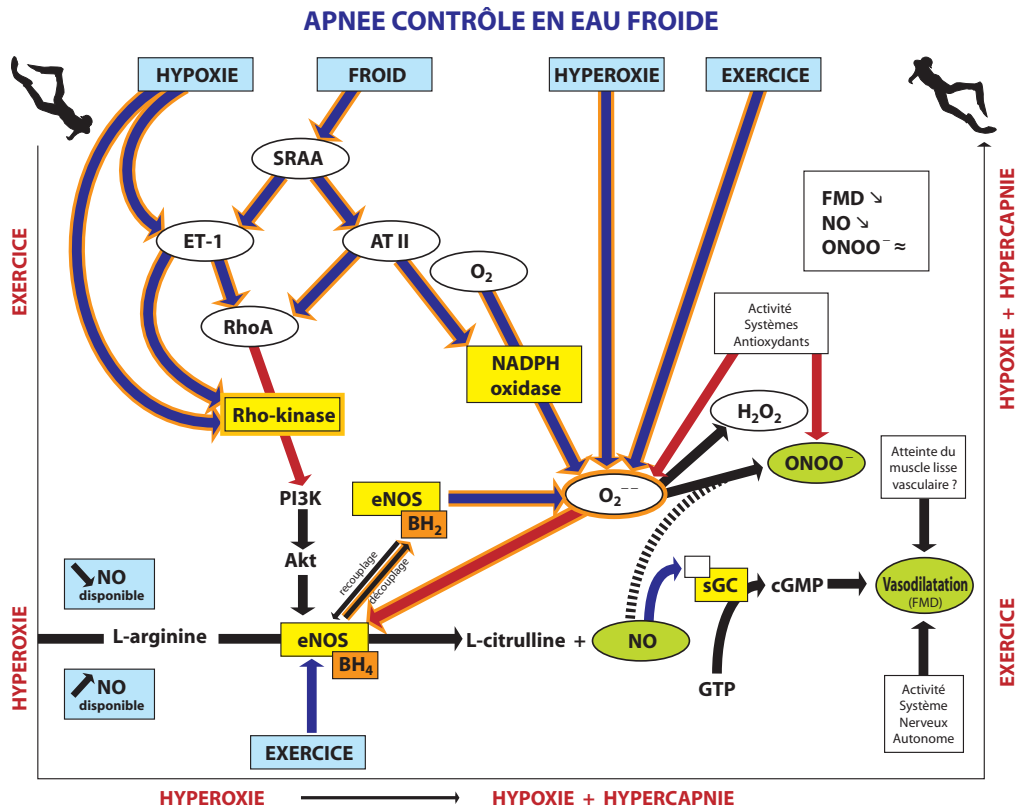 APNEE CONTRÔLE EN EAU FROIDE
HYPOXIE
FROID
HYPEROXIE
EXERCICE
SRAA
FMD ↘
NO ↘
ONOO⁻ ≈
ET-1
AT II
O₂
EXERCICE
HYPOXIE + HYPERCAPNIE
RhoA
Activité
Systèmes
Antioxydants
NADPH
oxidase
Rho-kinase
H₂O₂
ONOO⁻
Atteinte du
muscle lisse
vasculaire ?
PI3K
eNOS
BH₂
O₂⁻⁻
Akt
recouplage
découplage
NO
disponible
sGC
cGMP
Vasodilatation
(FMD)
L-arginine
eNOS
BH₄
L-citrulline +
NO
HYPEROXIE
EXERCICE
NO
disponible
GTP
Activité
Système
Nerveux
Autonome
EXERCICE
HYPEROXIE
HYPOXIE + HYPERCAPNIE